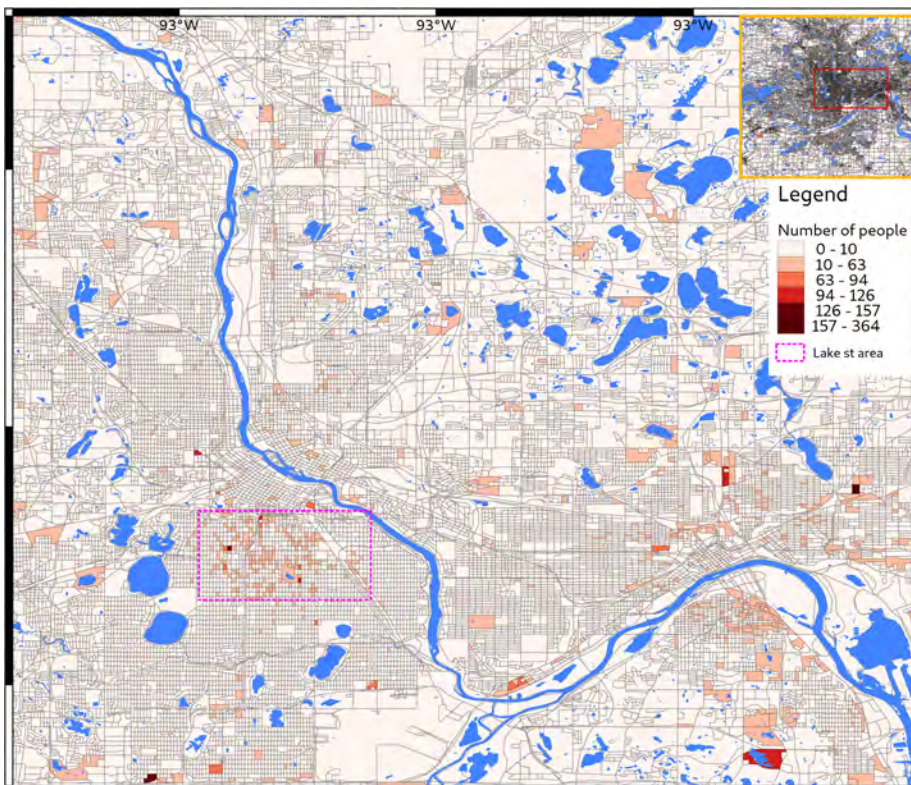 93°W 93°W 93°W
Legend
Number of people
0 - 10
10 - 63
63 - 94
94 - 126
126 - 157
157 - 364
Lake st area